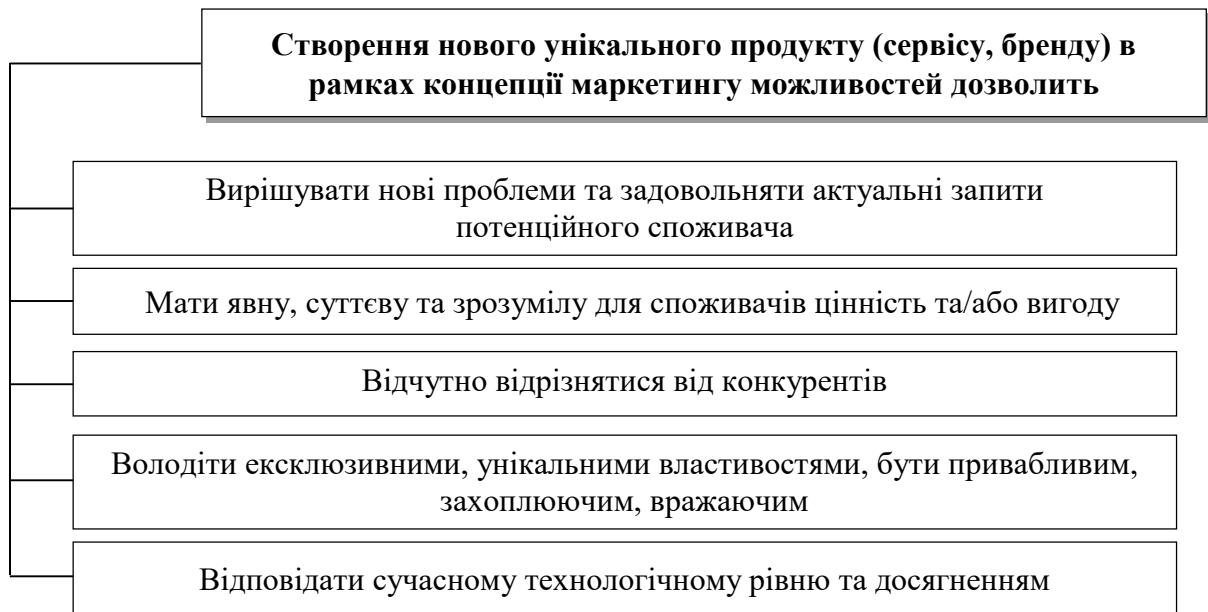 Створення нового унікального продукту (сервісу, бренду) в
рамках концепції маркетингу можливостей дозволить
Вирішувати нові проблеми та задовольняти актуальні запити
потенційного споживача
Мати явну, суттєву та зрозумілу для споживачів цінність та/або вигоду
Відчутно відрізнятися від конкурентів
Володіти ексклюзивними, унікальними властивостями, бути привабливим,
захоплюючим, вражаючим
Відповідати сучасному технологічному рівню та досягненням